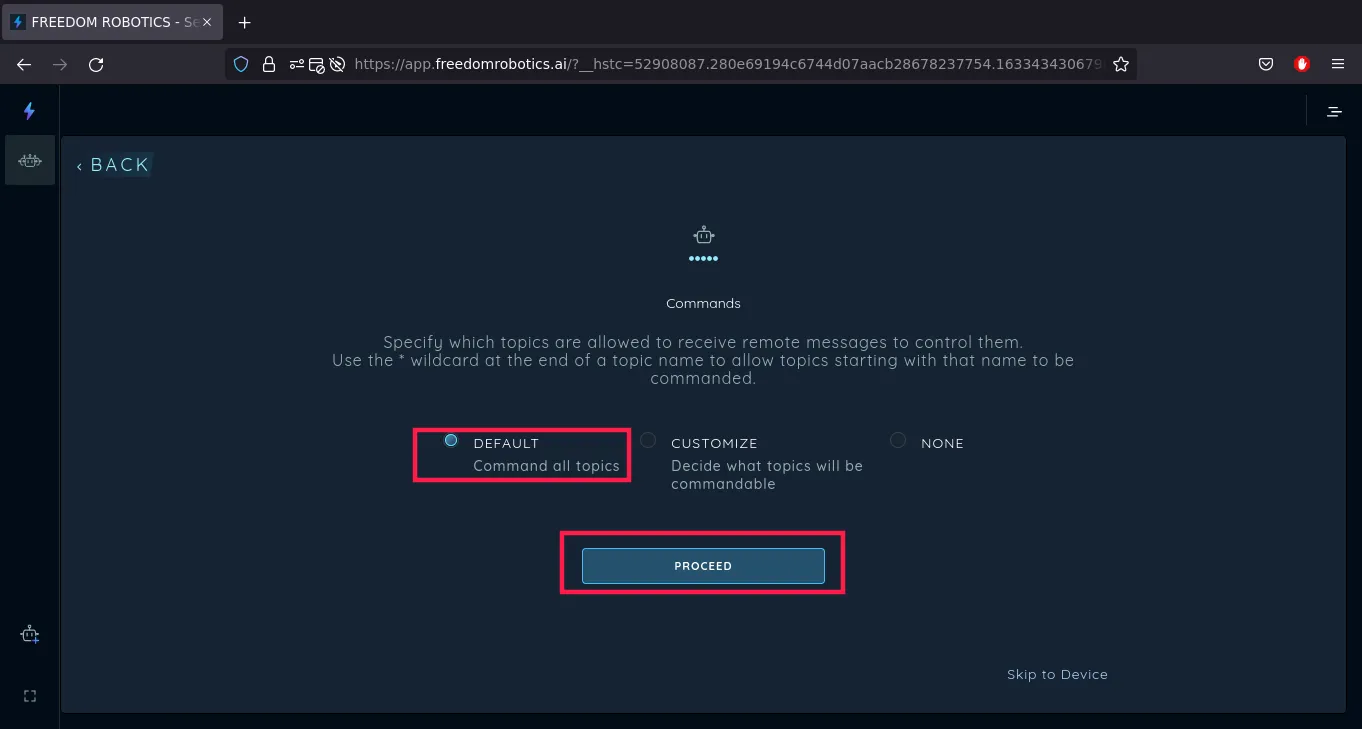 FREEDOM ROBOTICS - Se
https://app.freedomrobotics.ai/?__hstc=52908087.280e69194c6744d07aacb28678237754.163343430679
‹ BACK
Commands
Specify which topics are allowed to receive remote messages to control them.
Use the * wildcard at the end of a topic name to allow topics starting with that name to be
commanded.
DEFAULT
Command all topics
CUSTOMIZE
Decide what topics will be
commandable
NONE
PROCEED
Skip to Device